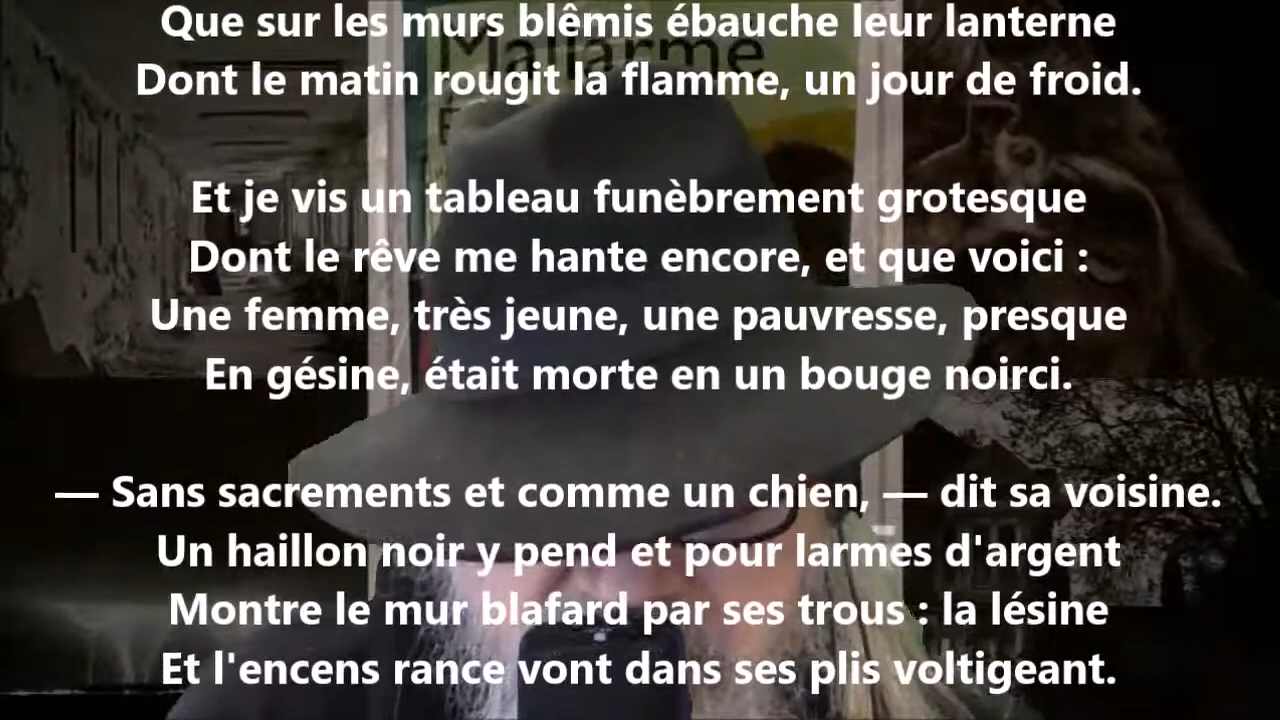 Que sur les murs blêmis ébauche leur lanterne
Dont le matin rougit la flamme, un jour de froid.
Et je vis un tableau funèbrement grotesque
Dont le rêve me hante encore, et que voici :
Une femme, très jeune, une pauvresse, presque
En gésine, était morte en un bouge noirci.
— Sans sacrements et comme un chien, — dit sa voisine.
Un haillon noir y pend et pour larmes d'argent
Montre le mur blafard par ses trous : la lésine
Et l'encens rance vont dans ses plis voltigeant.
Mallarmé